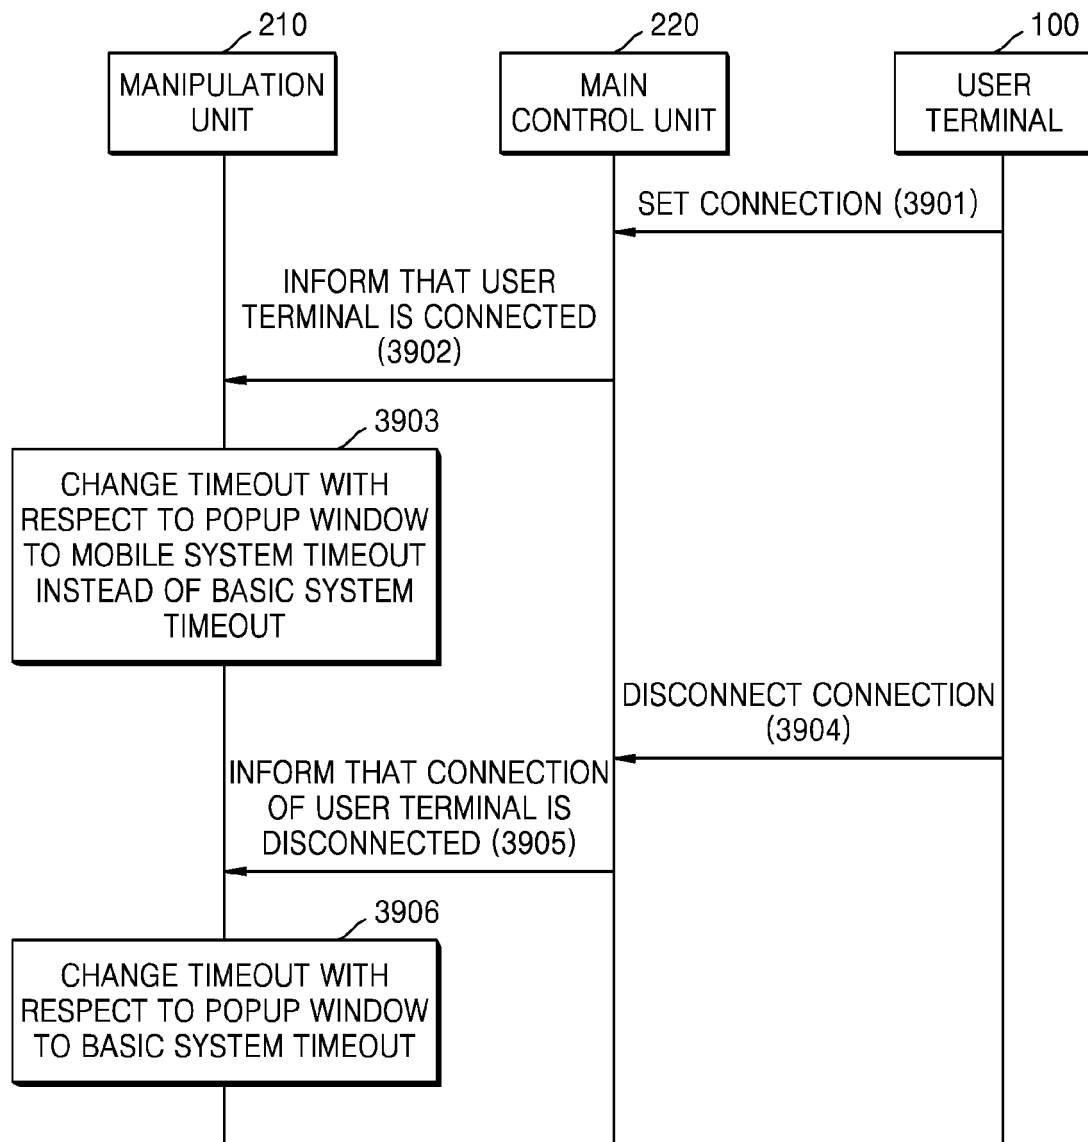 210
220
100
MANIPULATION
UNIT
MAIN
CONTROL UNIT
USER
TERMINAL
SET CONNECTION (3901)
INFORM THAT USER
TERMINAL IS CONNECTED
(3902)
3903
CHANGE TIMEOUT WITH
RESPECT TO POPUP WINDOW
TO MOBILE SYSTEM TIMEOUT
INSTEAD OF BASIC SYSTEM
TIMEOUT
DISCONNECT CONNECTION
(3904)
INFORM THAT CONNECTION
OF USER TERMINAL IS
DISCONNECTED (3905)
3906
CHANGE TIMEOUT WITH
RESPECT TO POPUP WINDOW
TO BASIC SYSTEM TIMEOUT